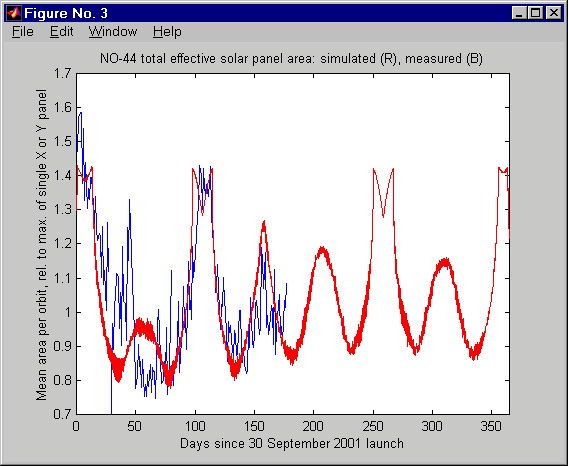 Figure No. 3
File Edit Window Help
NO-44 total effective solar panel area: simulated (R), measured (B)
Mean area per orbit, rel. to max. of single X or Y panel
1.7
1.6
1.5
1.4
1.3
1.2
1.1
1
0.9
0.8
0.7
0 50 100 150 200 250 300 350
Days since 30 September 2001 launch